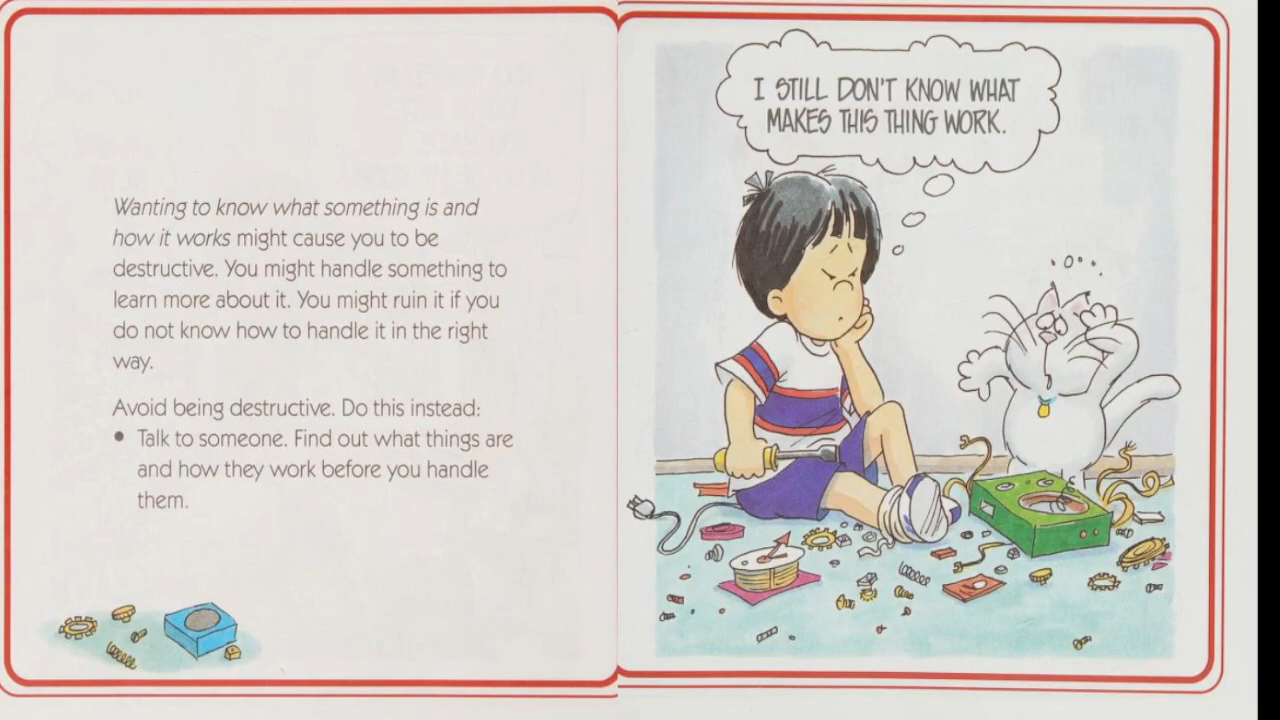 Wanting to know what something is and
how it works might cause you to be
destructive. You might handle something to
learn more about it. You might ruin it if you
do not know how to handle it in the right
way.
Avoid being destructive. Do this instead:
• Talk to someone. Find out what things are
and how they work before you handle
them.
I STILL DON'T KNOW WHAT
MAKES THIS THING WORK.